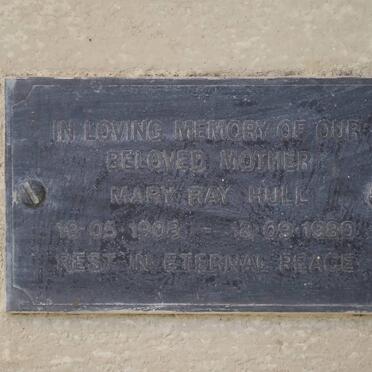 IN LOVING MEMORY OF OUR
BELOVED MOTHER
MARY RAY HULL
REST IN ETERNAL PEACE